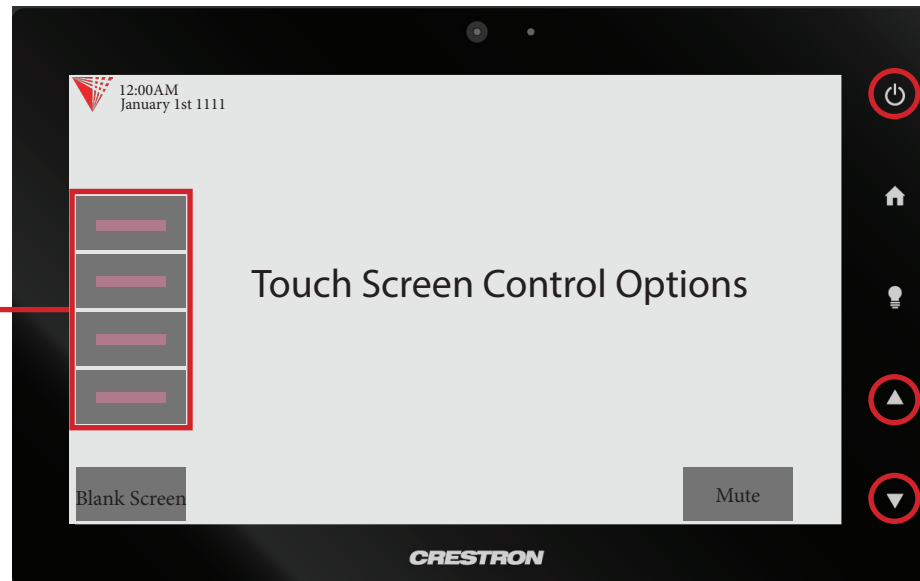 12:00AM
January 1st 1111
Touch Screen Control Options
Blank Screen
Mute
CRESTRON